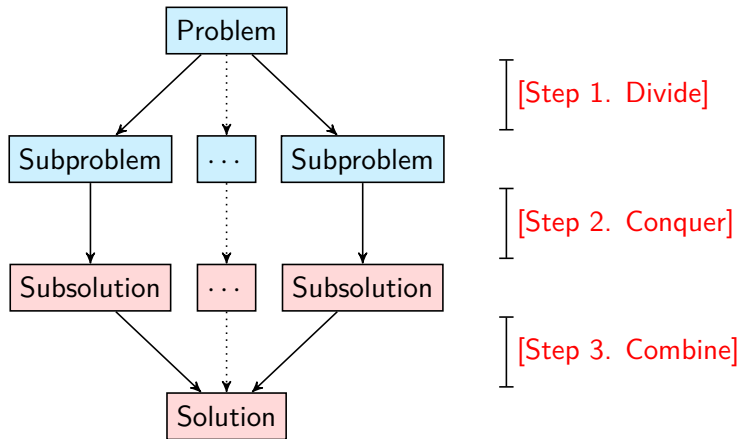 Problem
[Step 1. Divide]
Subproblem ... Subproblem
[Step 2. Conquer]
Subsolution ... Subsolution
[Step 3. Combine]
Solution